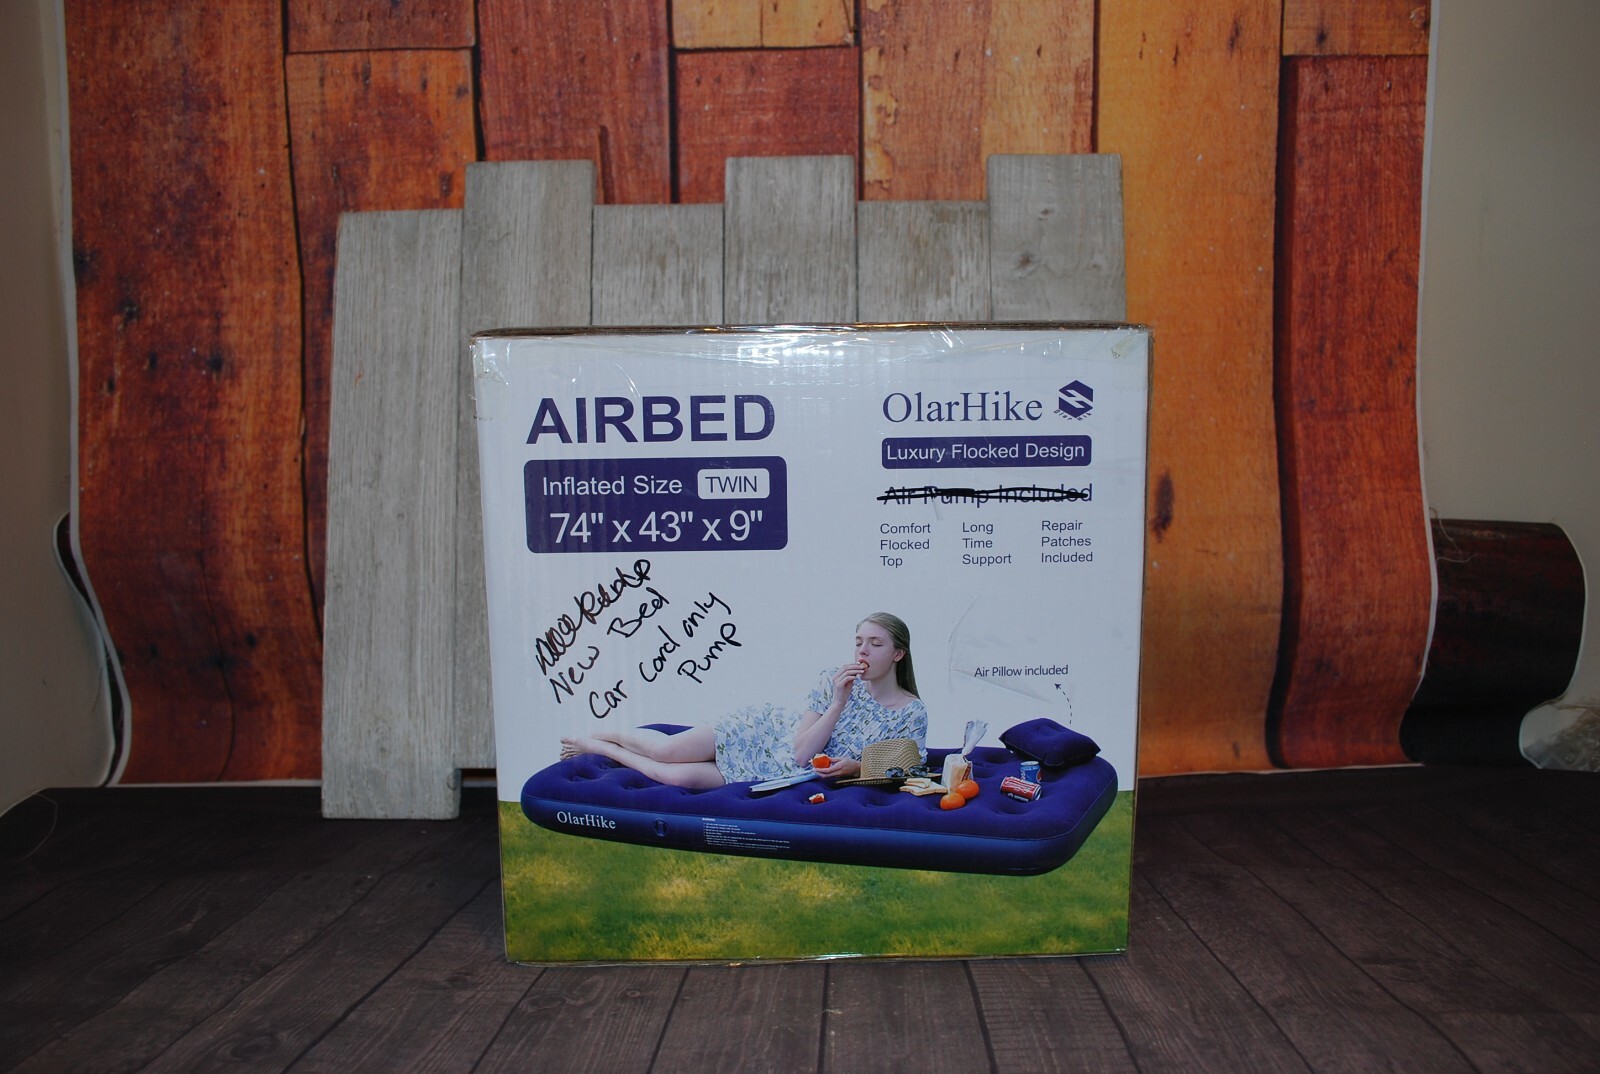 AIRBED
Inflated Size TWIN
74" x 43" x 9"
OlarHike
Luxury Flocked Design
Air Pump Included
Comfort
Flocked
Top
Long
Time
Support
Repair
Patches
Included
New Bed
Car Cord only
Pump
Air Pillow included
OlarHike